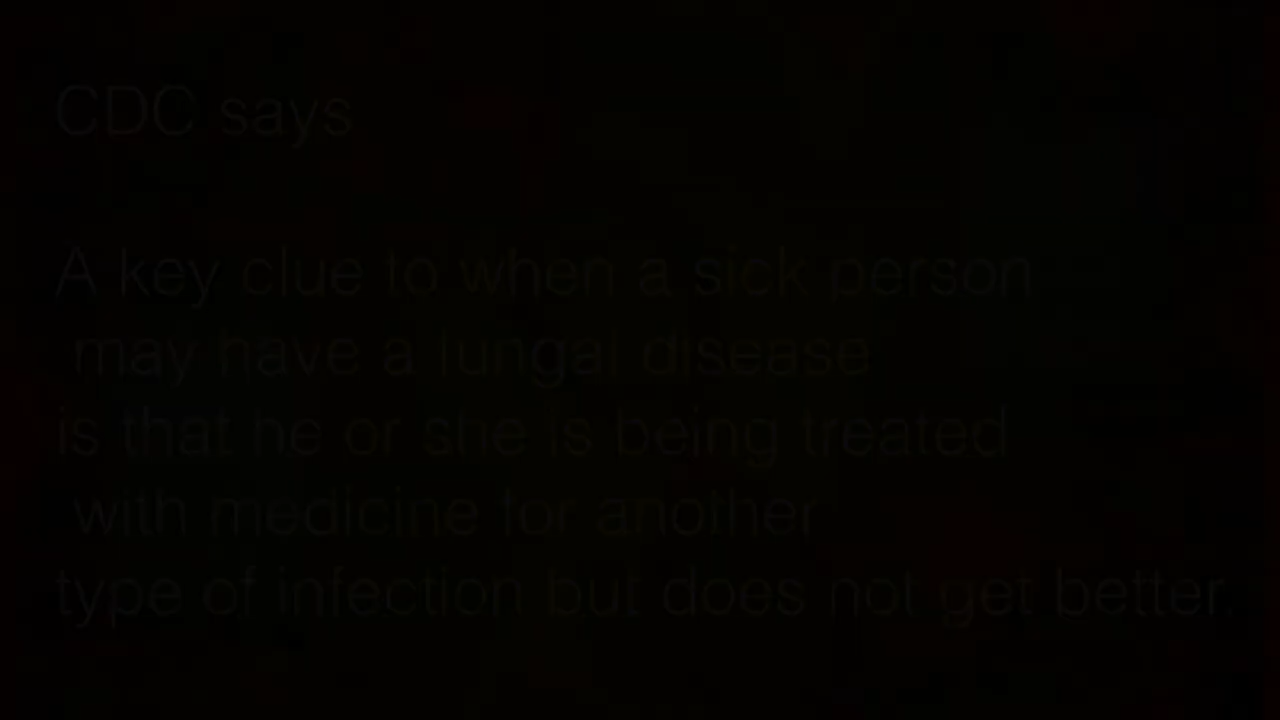 CDC says
A key clue to when a sick person
may have a fungal disease
is that he or she is being treated
with medicine for another
type of infection but does not get better.